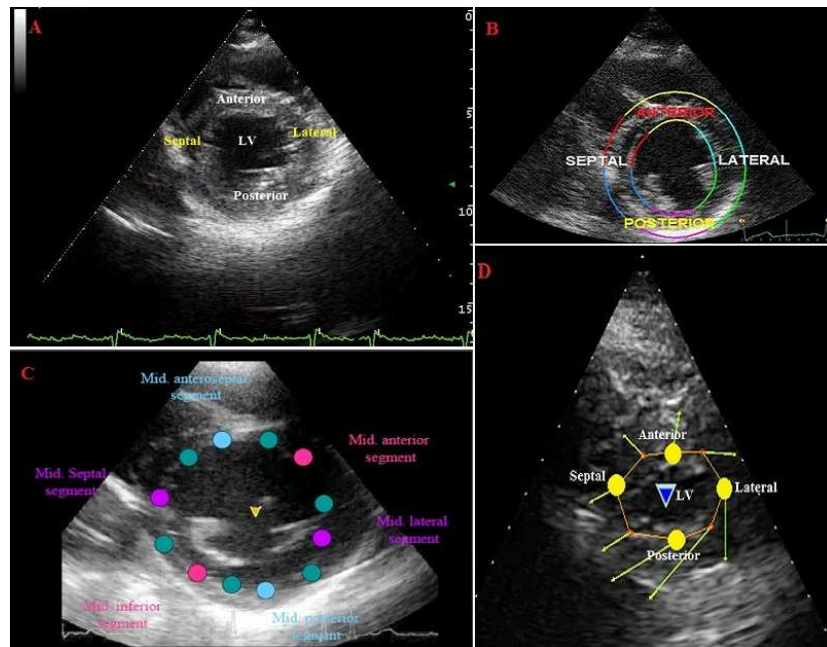 A
0
Anterior
5
Septal
LV
Lateral
Posterior
10
15
B
ANTERIOR
SEPTAL
LATERAL
POSTERIOR
C
Mid. anteroseptal
segment
Mid. anterior
segment
Mid. Septal
segment
Mid. lateral
segment
Mid. inferior
segment
Mid. posterior
segment
D
Anterior
Septal
LV
Lateral
Posterior